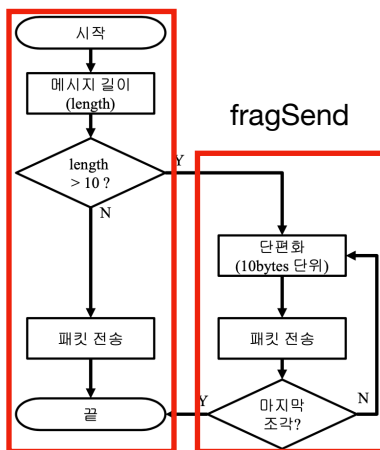 시작
메시지 길이
(length)
fragSend
length
> 10 ?
Y
N
단편화
(10bytes 단위)
패킷 전송
패킷 전송
끝
Y
마지막
조각?
N